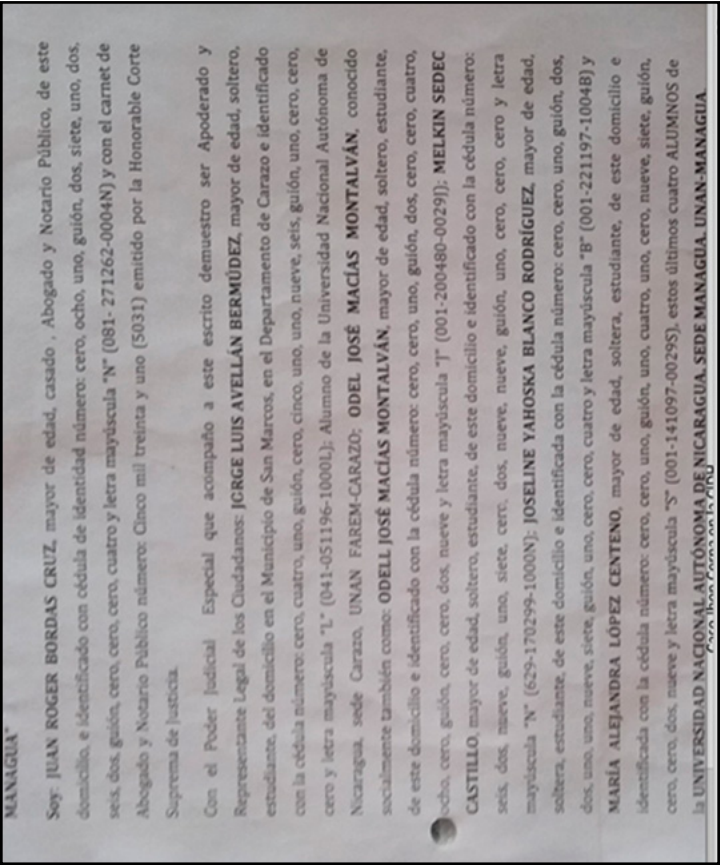 MANAGUA"
Soy: JUAN ROGER BORDAS CRUZ, mayor de edad, casado , Abogado y Notario Público, de este
domicilio, e identificado con cédula de identidad número: cero, ocho, uno, guión, dos, siete, uno, dos,
seis, dos, guión, cero, cero, cero, cuatro y letra mayúscula "N" (081- 271262-0004N) y con el carnet de
Abogado y Notario Público número: Cinco mil treinta y uno (5031) emitido por la Honorable Corte
Suprema de Justicia.
Con el Poder Judicial Especial que acompaño a este escrito demuestro ser Apoderado y
Representante Legal de los Ciudadanos: JORGE LUIS AVELLÁN BERMÚDEZ, mayor de edad, soltero,
estudiante, del domicilio en el Municipio de San Marcos, en el Departamento de Carazo e identificado
con la cédula número: cero, cuatro, uno, guión, cero, cinco, uno, uno, nueve, seis, guión, uno, cero, cero,
cero y letra mayúscula "L" (041-051196-1000L); Alumno de la Universidad Nacional Autónoma de
Nicaragua, sede Carazo, UNAN FAREM-CARAZO; ODEL JOSÉ MACÍAS MONTALVÁN, conocido
socialmente también como: ODELL JOSÉ MACÍAS MONTALVÁN, mayor de edad, soltero, estudiante,
de este domicilio e identificado con la cédula número: cero, cero, uno, guión, dos, cero, cero, cuatro,
ocho, cero, guión, cero, cero, dos, nueve y letra mayúscula "J" (001-200480-0029J); MELKIN SEDEC
CASTILLO, mayor de edad, soltero, estudiante, de este domicilio e identificado con la cédula número:
seis, dos, nueve, guión, uno, siete, cero, dos, nueve, nueve, guión, uno, cero, cero, cero y letra
mayúscula "N" (629-170299-1000N); JOSELINE YAHOSKA BLANCO RODRÍGUEZ, mayor de edad,
soltera, estudiante, de este domicilio e identificada con la cédula número: cero, cero, uno, guión, dos,
dos, uno, uno, nueve, siete, guión, uno, cero, cero, cuatro y letra mayúscula "B" (001-221197-1004B) y
MARÍA ALEJANDRA LÓPEZ CENTENO, mayor de edad, soltera, estudiante, de este domicilio e
identificada con la cédula número: cero, cero, uno, guión, uno, cuatro, uno, cero, nueve, siete, guión,
cero, cero, dos, nueve y letra mayúscula "S" (001-141097-0029S), estos últimos cuatro ALUMNOS de
la UNIVERSIDAD NACIONAL AUTÓNOMA DE NICARAGUA, SEDE MANAGUA, UNAN-MANAGUA.